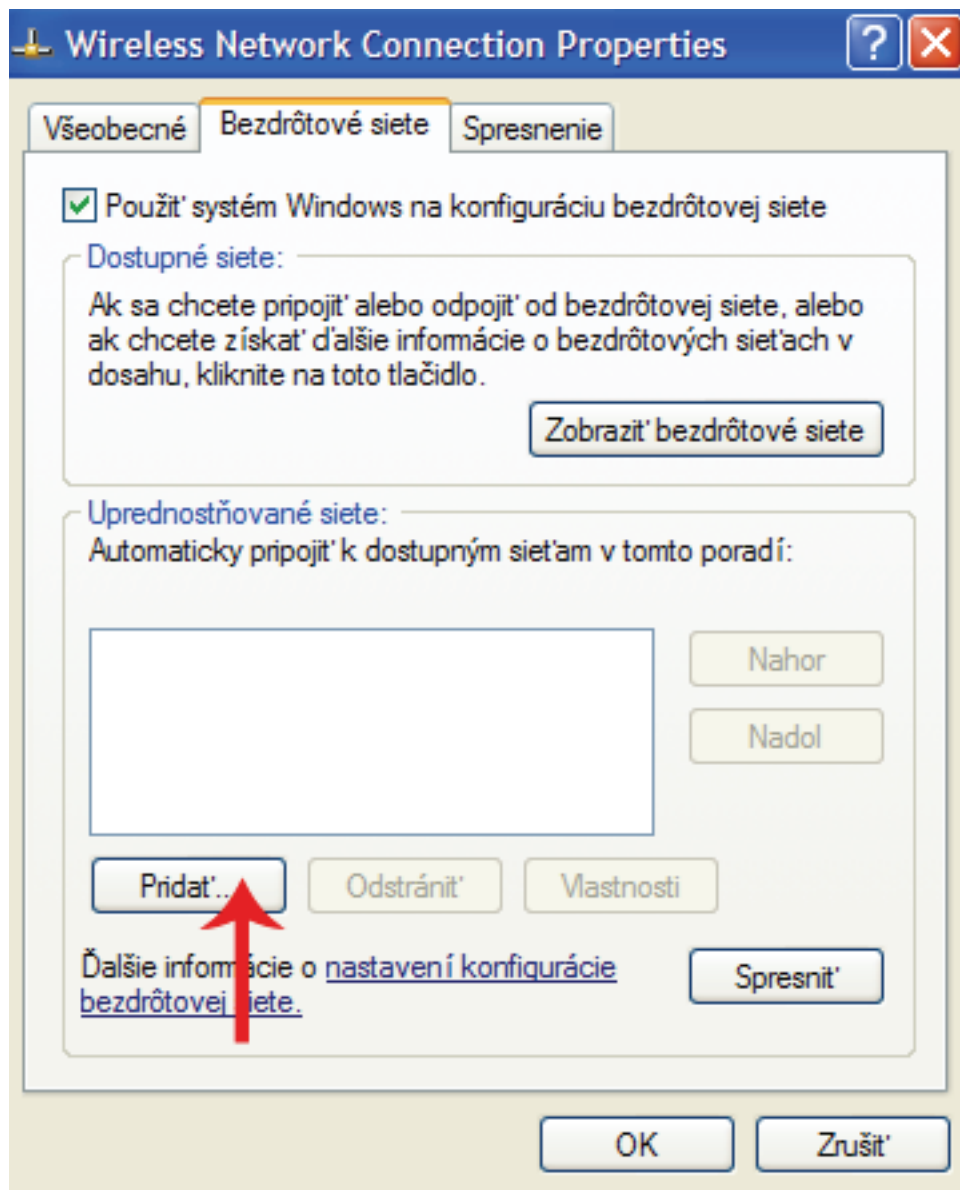 Wireless Network Connection Properties
Všeobecné Bezdrôtové siete Spresnenie
Použiť systém Windows na konfiguráciu bezdrôtovej siete
Dostupné siete:
Ak sa chcete pripojiť alebo odpojiť od bezdrôtovej siete, alebo
ak chcete získať ďalšie informácie o bezdrôtových sieťach v
dosahu, kliknite na toto tlačidlo.
Zobraziť bezdrôtové siete
Uprednostňované siete:
Automaticky pripojiť k dostupným sieťam v tomto poradí:
Nahor
Nadol
Pridať... Odstrániť Vlastnosti
Ďalšie informácie o nastavení konfigurácie
bezdrôtovej siete.
Spresniť
OK Zrušiť